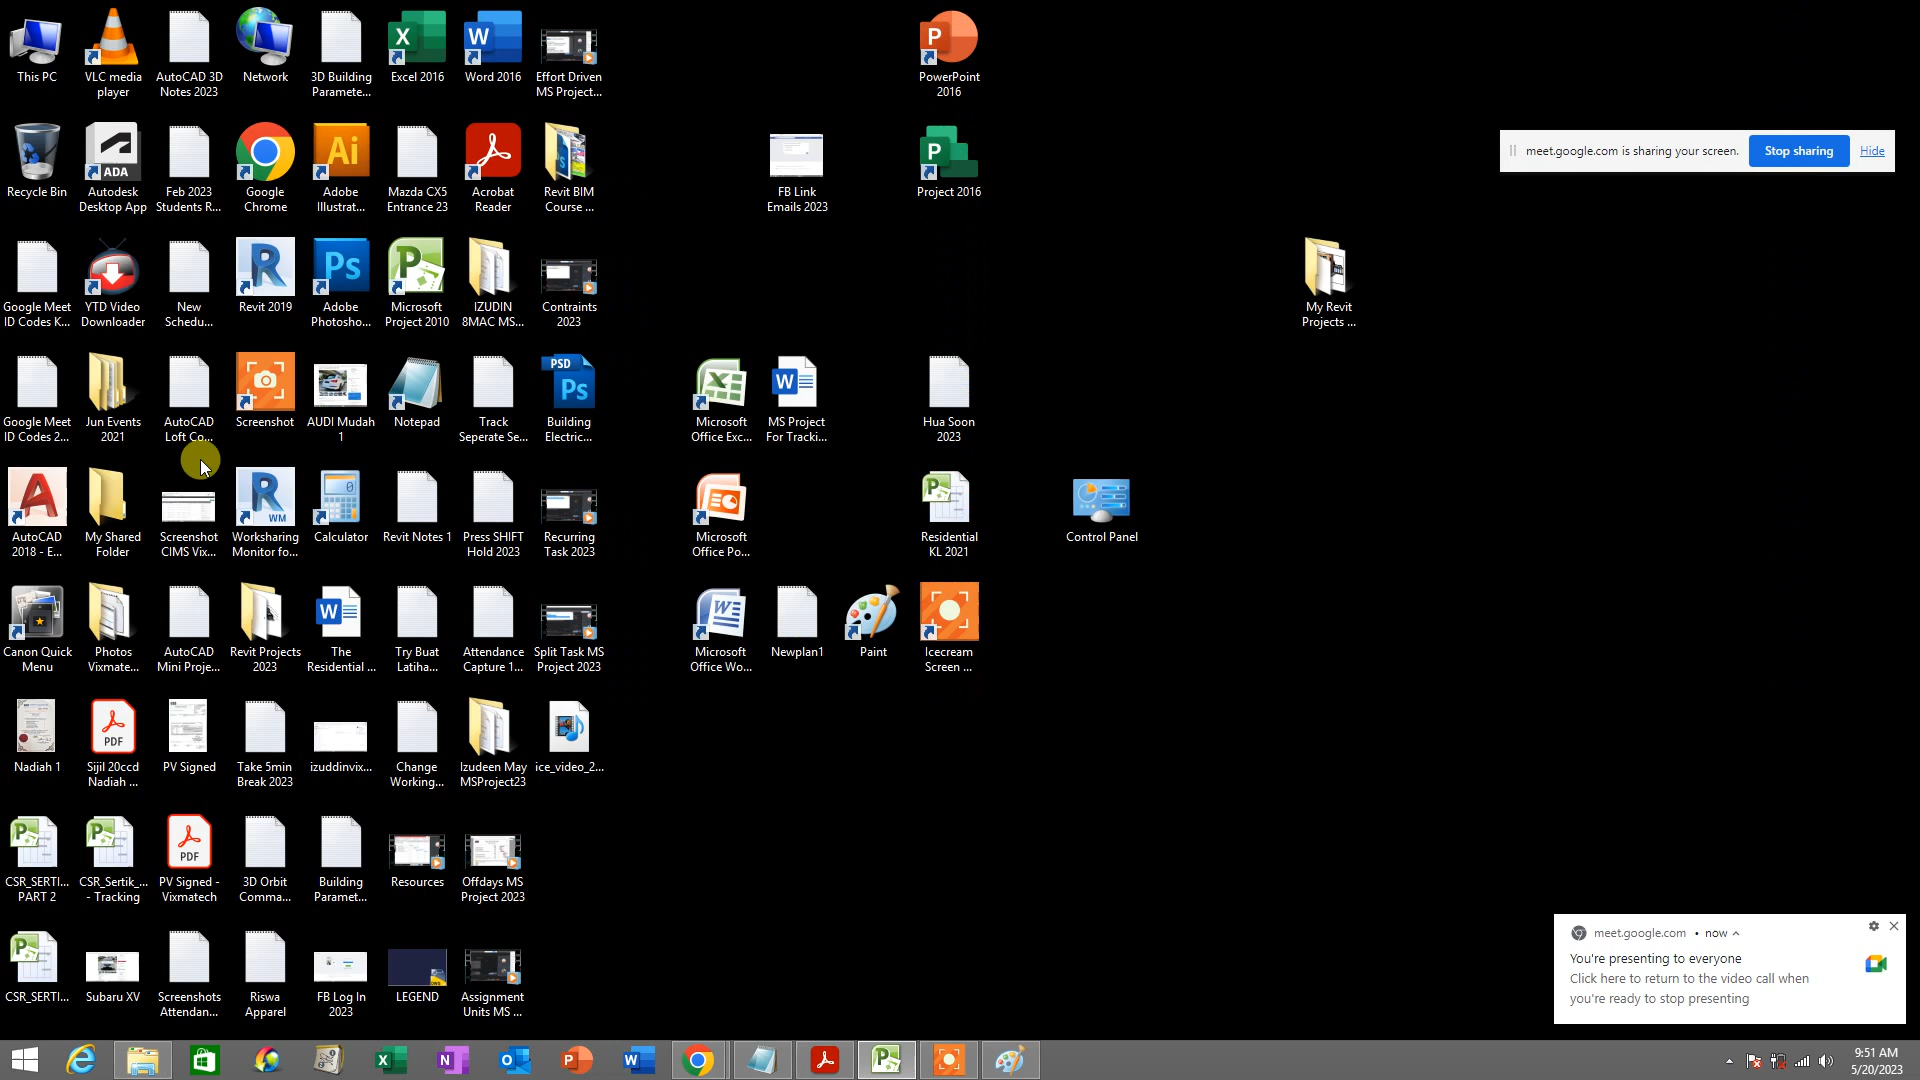 This PC
VLC media
player
AutoCAD 3D
Notes 2023
Network
3D Building
Paramete...
Excel 2016
Word 2016
Effort Driven
MS Project...
PowerPoint
2016
Recycle Bin
ADA
Autodesk
Desktop App
Feb 2023
Students R...
Google
Chrome
Ai
Adobe
Illustrat...
Mazda CX5
Entrance 23
Acrobat
Reader
Revit BIM
Course ...
FB Link
Emails 2023
Project 2016
meet.google.com is sharing your screen.
Stop sharing
Hide
Google Meet
ID Codes K...
YTD Video
Downloader
New
Schedu...
Revit 2019
Ps
Adobe
Photosho...
Microsoft
Project 2010
IZUDIN
8MAC MS...
Contraints
2023
My Revit
Projects ...
Google Meet
ID Codes 2...
Jun Events
2021
AutoCAD
Loft Co...
Screenshot
AUDI Mudah
1
Notepad
Track
Seperate Se...
PSD
Ps
Building
Electric...
Microsoft
Office Exc...
MS Project
For Tracki...
Hua Soon
2023
AutoCAD
2018 - E...
My Shared
Folder
Screenshot
CIMS Vix...
WM
Worksharing
Monitor fo...
Calculator
Revit Notes 1
Press SHIFT
Hold 2023
Recurring
Task 2023
Microsoft
Office Po...
Residential
KL 2021
Control Panel
Canon Quick
Menu
Photos
Vixmate...
AutoCAD
Mini Proje...
Revit Projects
2023
The
Residential ...
Try Buat
Latiha...
Attendance
Capture 1...
Split Task MS
Project 2023
Microsoft
Office Wo...
Newplan1
Paint
Icecream
Screen ...
Nadiah 1
PDF
Sijil 20ccd
Nadiah ...
PV Signed
Take 5min
Break 2023
izuddinvix...
Change
Working...
Izudeen May
MSProject23
ice_video_2...
CSR_SERTI...
PART 2
CSR_Sertik_...
- Tracking
PDF
PV Signed -
Vixmatech
3D Orbit
Comma...
Building
Paramet...
Resources
Offdays MS
Project 2023
meet.google.com • now
You're presenting to everyone
Click here to return to the video call when
you're ready to stop presenting
CSR_SERTI...
Subaru XV
Screenshots
Attendan...
Riswa
Apparel
FB Log In
2023
LEGEND
Assignment
Units MS ...
9:51 AM
5/20/2023